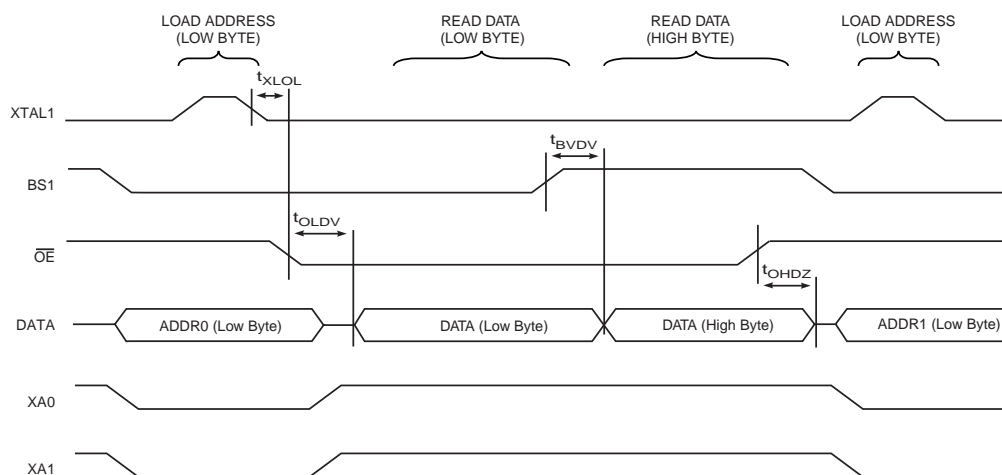 LOAD ADDRESS
(LOW BYTE)
READ DATA
(LOW BYTE)
READ DATA
(HIGH BYTE)
LOAD ADDRESS
(LOW BYTE)
tXLOL
XTAL1
tBVDV
BS1
tOLDV
OE
tOHDZ
DATA
ADDR0 (Low Byte)
DATA (Low Byte)
DATA (High Byte)
ADDR1 (Low Byte)
XA0
XA1